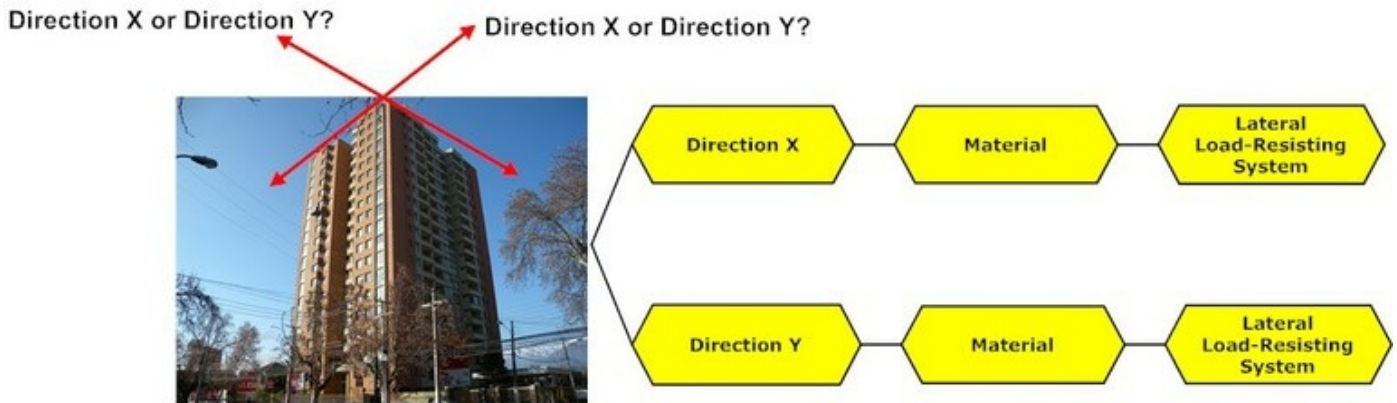 Direction X or Direction Y?
Direction X or Direction Y?
Direction X
Material
Lateral
Load-Resisting
System
Direction Y
Material
Lateral
Load-Resisting
System